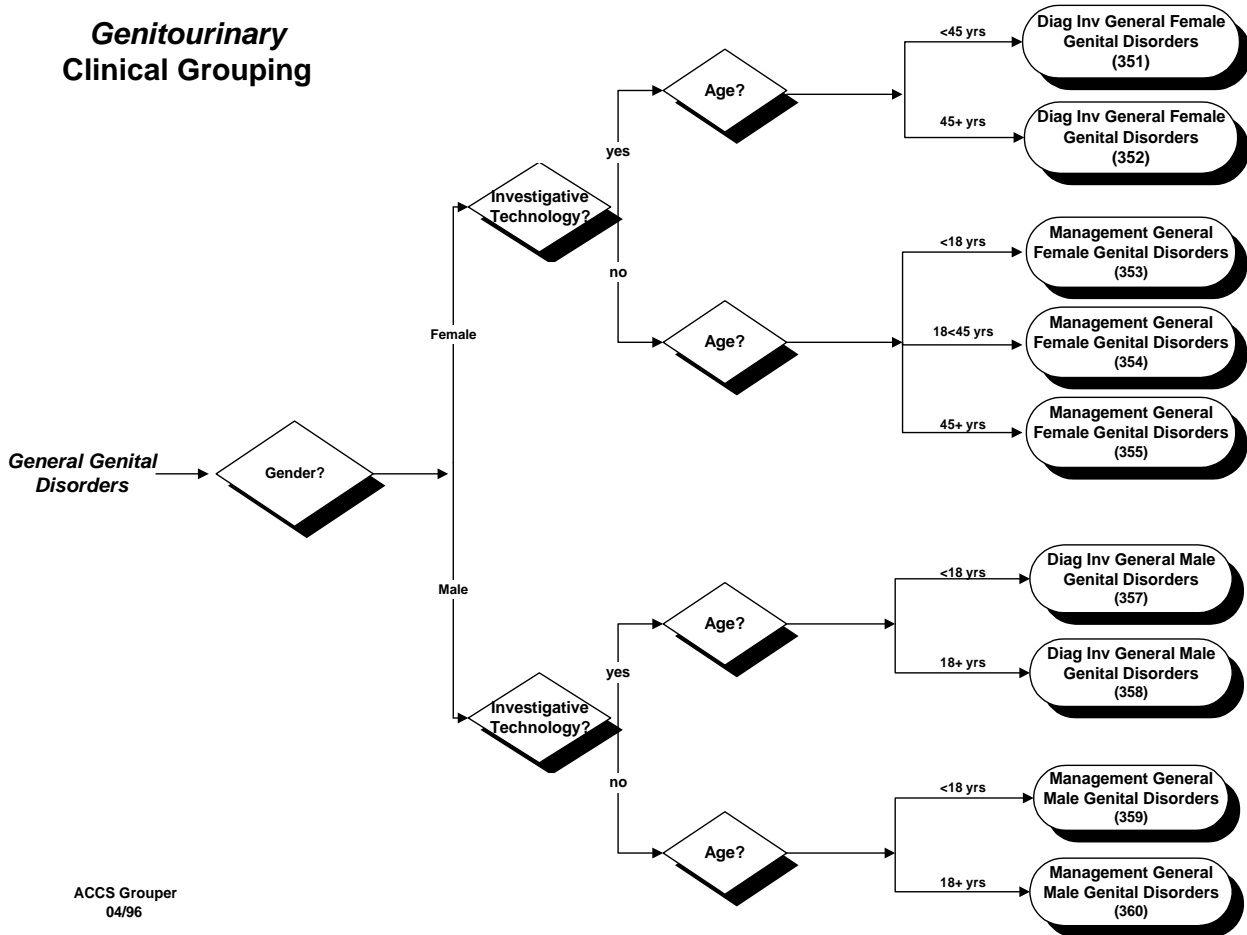 Genitourinary
Clinical Grouping
General Genital
Disorders
Gender?
Female
Male
Investigative
Technology?
yes
no
Age?
<45 yrs
Diag Inv General Female
Genital Disorders
(351)
45+ yrs
Diag Inv General Female
Genital Disorders
(352)
Age?
<18 yrs
Management General
Female Genital Disorders
(353)
18<45 yrs
Management General
Female Genital Disorders
(354)
45+ yrs
Management General
Female Genital Disorders
(355)
Investigative
Technology?
yes
no
Age?
<18 yrs
Diag Inv General Male
Genital Disorders
(357)
18+ yrs
Diag Inv General Male
Genital Disorders
(358)
Age?
<18 yrs
Management General
Male Genital Disorders
(359)
18+ yrs
Management General
Male Genital Disorders
(360)
ACCS Grouper
04/96